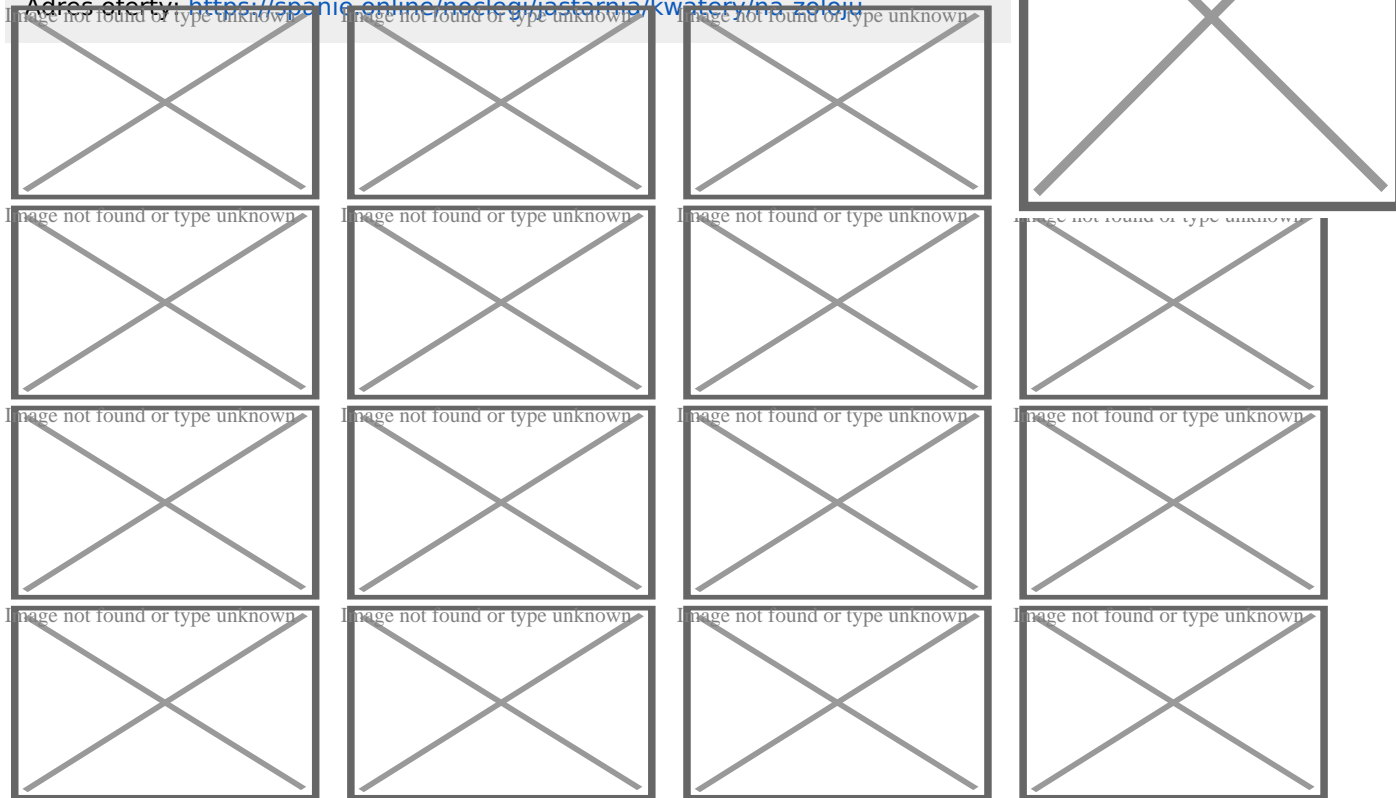 Adres oferty: https://spanie.online/noclegi/jastarnia/kwatery/na-zoloju
Image not found or type unknown Image not found or type unknown Image not found or type unknown
Image not found or type unknown Image not found or type unknown Image not found or type unknown Image not found or type unknown
Image not found or type unknown Image not found or type unknown Image not found or type unknown Image not found or type unknown
Image not found or type unknown Image not found or type unknown Image not found or type unknown Image not found or type unknown